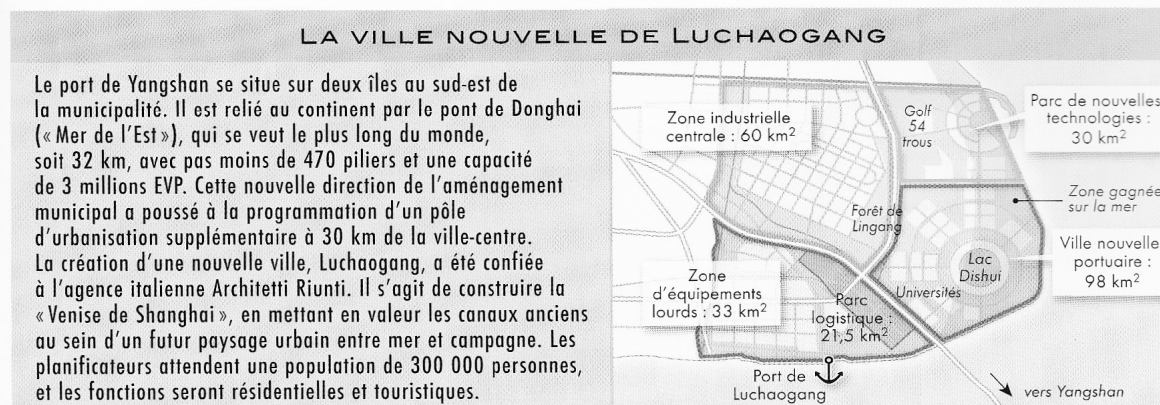 LA VILLE NOUVELLE DE LUCHAOGANG
Le port de Yangshan se situe sur deux îles au sud-est de
la municipalité. Il est relié au continent par le pont de Donghai
(« Mer de l'Est »), qui se veut le plus long du monde,
soit 32 km, avec pas moins de 470 piliers et une capacité
de 3 millions EVP. Cette nouvelle direction de l'aménagement
municipal a poussé à la programmation d'un pôle
d'urbanisation supplémentaire à 30 km de la ville-centre.
La création d'une nouvelle ville, Luchaogang, a été confiée
à l'agence italienne Architetti Riunti. Il s'agit de construire la
« Venise de Shanghai », en mettant en valeur les canaux anciens
au sein d'un futur paysage urbain entre mer et campagne. Les
planificateurs attendent une population de 300 000 personnes,
et les fonctions seront résidentielles et touristiques.
Zone industrielle
centrale : 60 km²
Golf
54
trous
Parc de nouvelles
technologies :
30 km²
Zone gagnée
sur la mer
Forêt de
Lingang
Ville nouvelle
portuaire :
98 km²
Lac
Dishui
Zone
d'équipements
lourds : 33 km²
Universités
Parc
logistique :
21,5 km²
Port de
Luchaogang
vers Yangshan